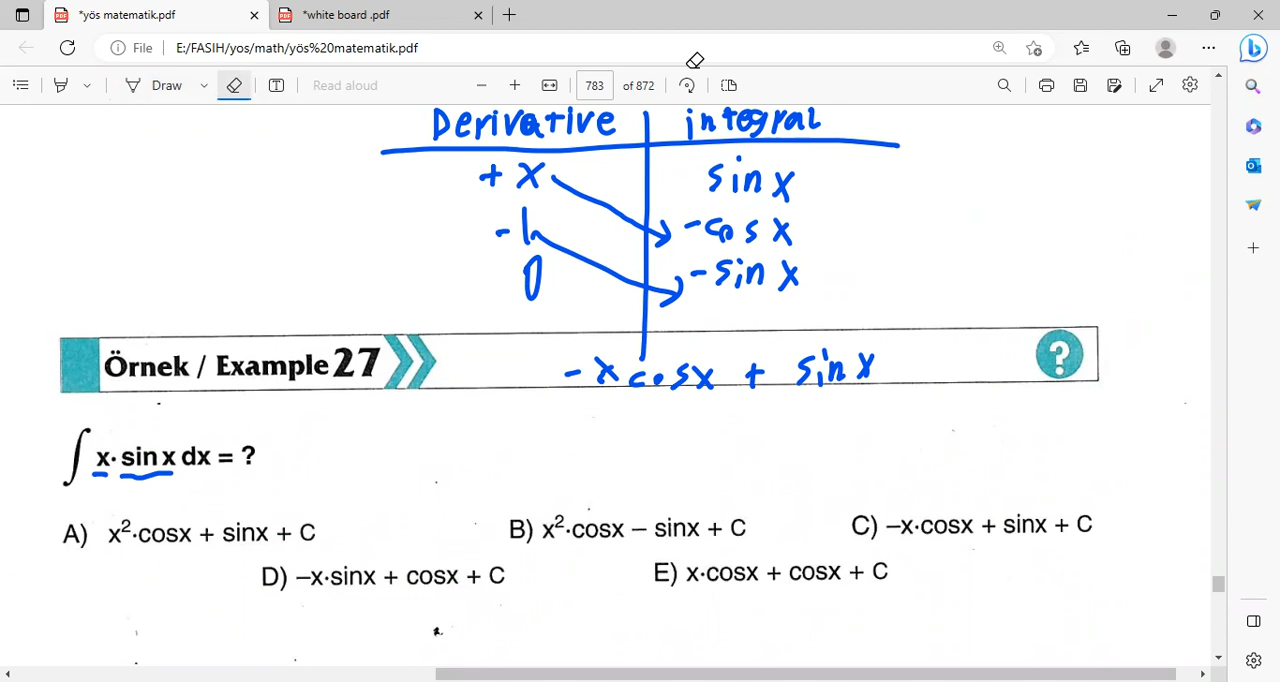 *yös matematik.pdf
*white board .pdf
File E:/FASIH/yos/math/yös%20matematik.pdf
Draw Read aloud 783 of 872
Derivative integral
+ x sin x
- 1 -cos x
0 -sin x
Örnek / Example 27 ?
- x cosx + sin x
∫ x· sin x dx = ?
A) x²·cosx + sinx + C B) x²·cosx – sinx + C C) –x·cosx + sinx + C
D) –x·sinx + cosx + C E) x·cosx + cosx + C